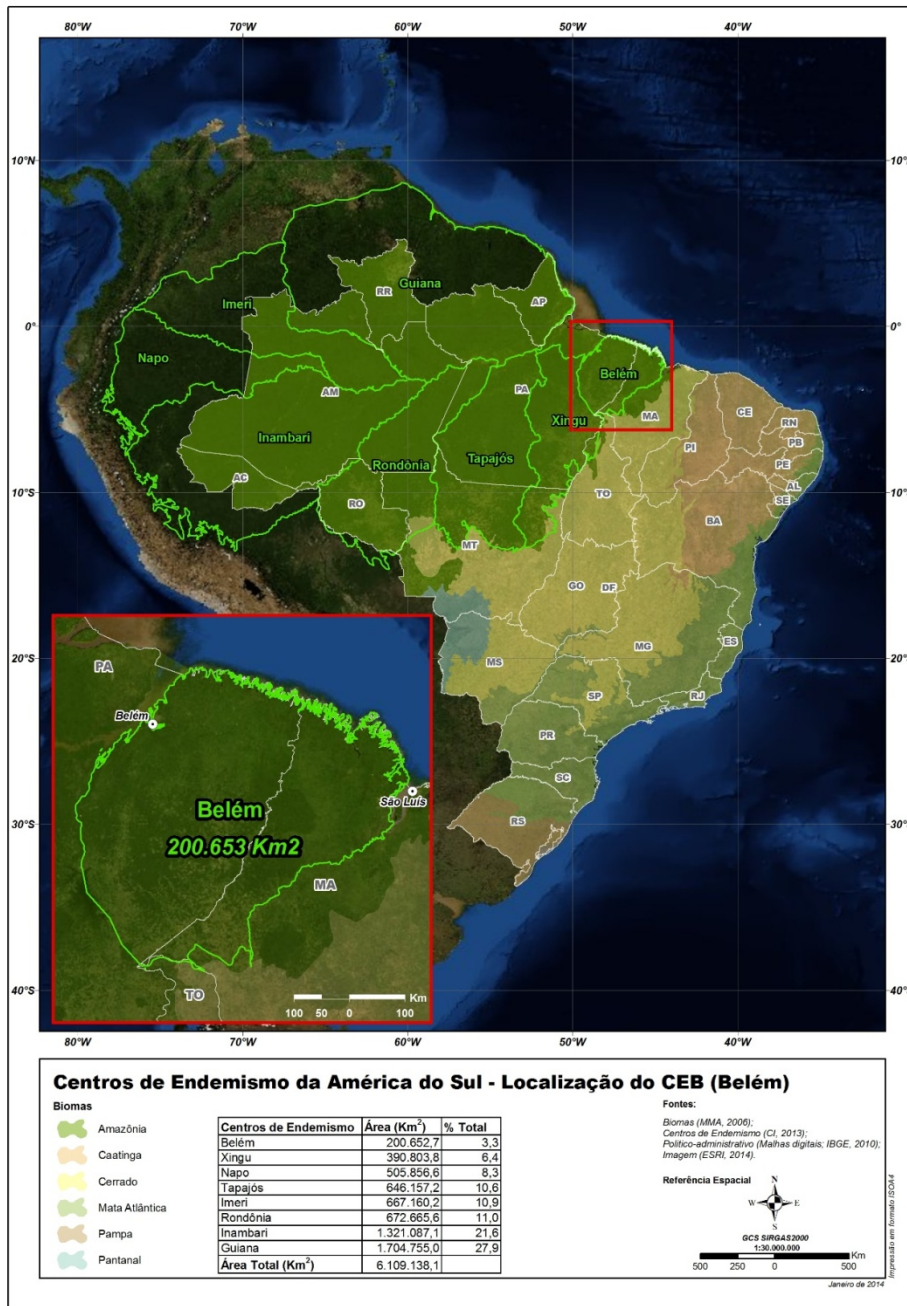 80°W 70°W 60°W 50°W 40°W
10°N 10°N
Guiana
RR
Imeri
AP
0° 0°
Napo
Belém
AM
PA
MA
CE
RN
Xingu
Inambari
PI
PB
Rondônia
Tapajós
PE
AC
TO
AL
10°S 10°S
RO
SE
BA
MT
GO
DF
ES
20°S 20°S
MS
MG
SP
RJ
PR
SC
30°S 30°S
RS
PA
Belém
São Luís
Belém
200.653 Km2
MA
TO
Km
100 50 0 100
40°S 40°S
80°W 70°W 60°W 50°W 40°W
Centros de Endemismo da América do Sul - Localização do CEB (Belém)
Biomas
Amazônia
Caatinga
Cerrado
Mata Atlântica
Pampa
Pantanal
Centros de Endemismo Área (Km²) % Total
Belém 200.652,7 3,3
Xingu 390.803,8 6,4
Napo 505.856,6 8,3
Tapajós 646.157,2 10,6
Imeri 667.160,2 10,9
Rondônia 672.665,6 11,0
Inambari 1.321.087,1 21,6
Guiana 1.704.755,0 27,9
Área Total (Km²) 6.109.138,1
Fontes:
Biomas (MMA, 2006);
Centros de Endemismo (CI, 2013);
Politico-administrativo (Malhas digitais; IBGE, 2010);
Imagem (ESRI, 2014).
Referência Espacial
N
W E
S
GCS SIRGAS2000
1:30.000.000
Km
500 250 0 500
Impressão em formato ISOA4
Janeiro de 2014